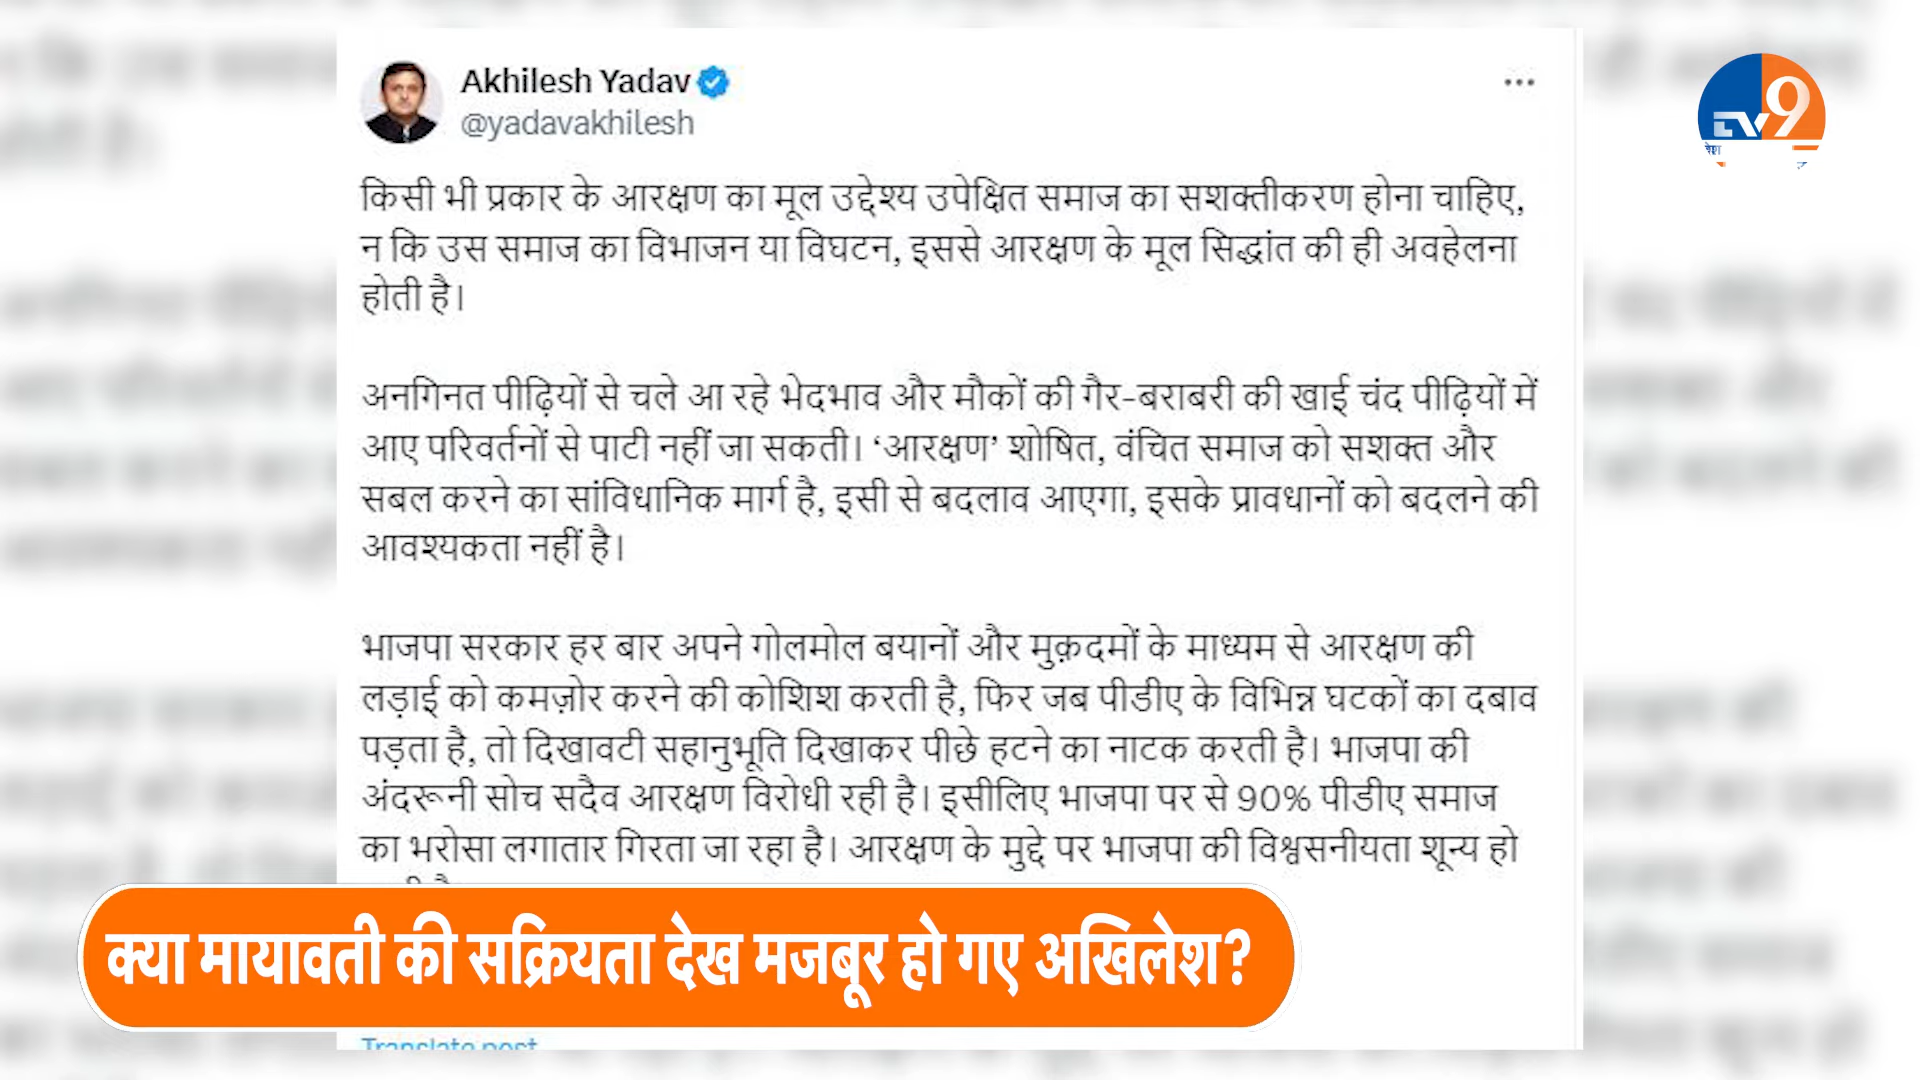 Akhilesh Yadav
@yadavakhilesh
TV9
किसी भी प्रकार के आरक्षण का मूल उद्देश्य उपेक्षित समाज का सशक्तीकरण होना चाहिए,
न कि उस समाज का विभाजन या विघटन, इससे आरक्षण के मूल सिद्धांत की ही अवहेलना
होती है।
अनगिनत पीढ़ियों से चले आ रहे भेदभाव और मौकों की गैर-बराबरी की खाई चंद पीढ़ियों में
आए परिवर्तनों से पाटी नहीं जा सकती। ‘आरक्षण’ शोषित, वंचित समाज को सशक्त और
सबल करने का सांविधानिक मार्ग है, इसी से बदलाव आएगा, इसके प्रावधानों को बदलने की
आवश्यकता नहीं है।
भाजपा सरकार हर बार अपने गोलमोल बयानों और मुक़दमों के माध्यम से आरक्षण की
लड़ाई को कमज़ोर करने की कोशिश करती है, फिर जब पीडीए के विभिन्न घटकों का दबाव
पड़ता है, तो दिखावटी सहानुभूति दिखाकर पीछे हटने का नाटक करती है। भाजपा की
अंदरूनी सोच सदैव आरक्षण विरोधी रही है। इसीलिए भाजपा पर से 90% पीडीए समाज
का भरोसा लगातार गिरता जा रहा है। आरक्षण के मुद्दे पर भाजपा की विश्वसनीयता शून्य हो
क्या मायावती की सक्रियता देख मजबूर हो गए अखिलेश?
Translate post